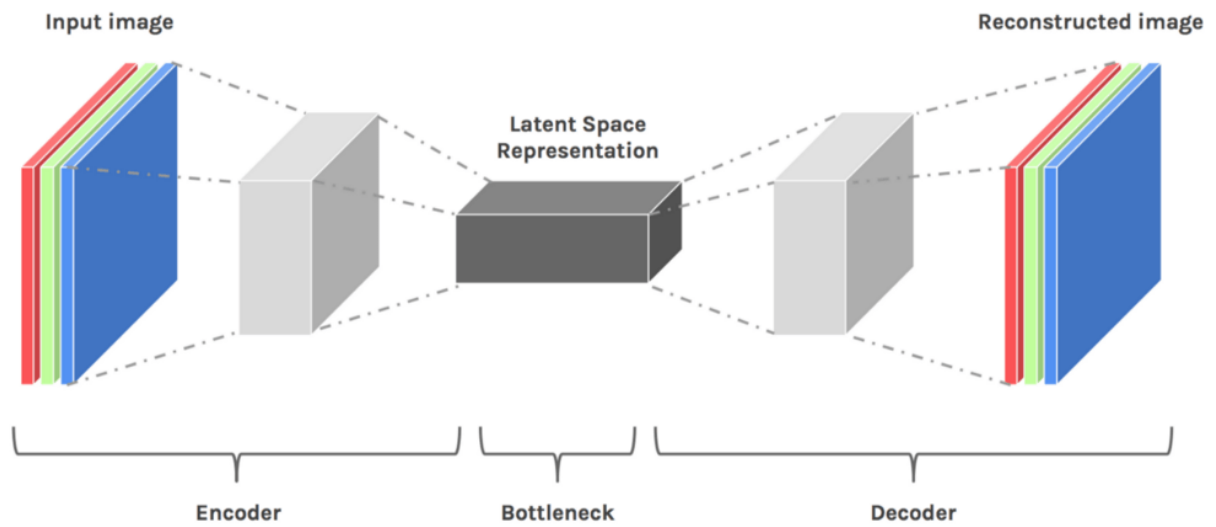 Input image
Reconstructed image
Latent Space
Representation
Encoder
Bottleneck
Decoder